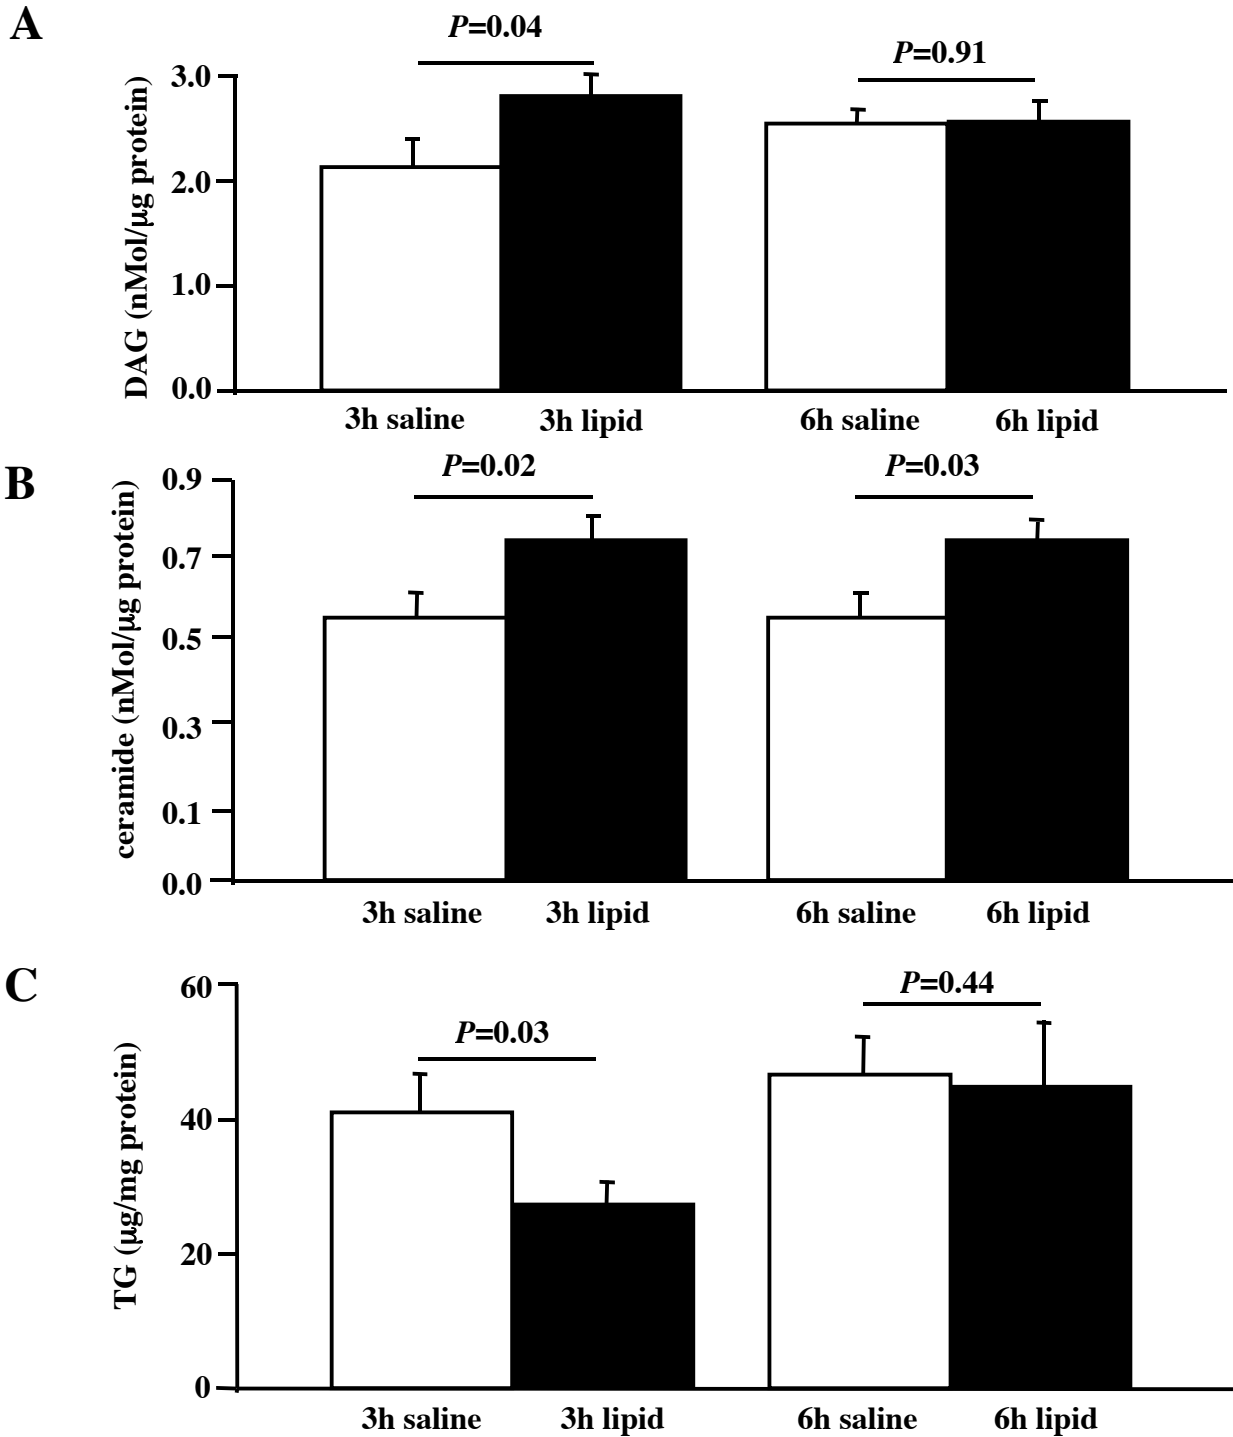 A
P=0.04
P=0.91
DAG (nMol/µg protein)
3.0
2.0
1.0
0.0
3h saline
3h lipid
6h saline
6h lipid
B
P=0.02
P=0.03
ceramide (nMol/µg protein)
0.9
0.7
0.5
0.3
0.1
0.0
3h saline
3h lipid
6h saline
6h lipid
C
P=0.03
P=0.44
TG (µg/mg protein)
60
40
20
0
3h saline
3h lipid
6h saline
6h lipid